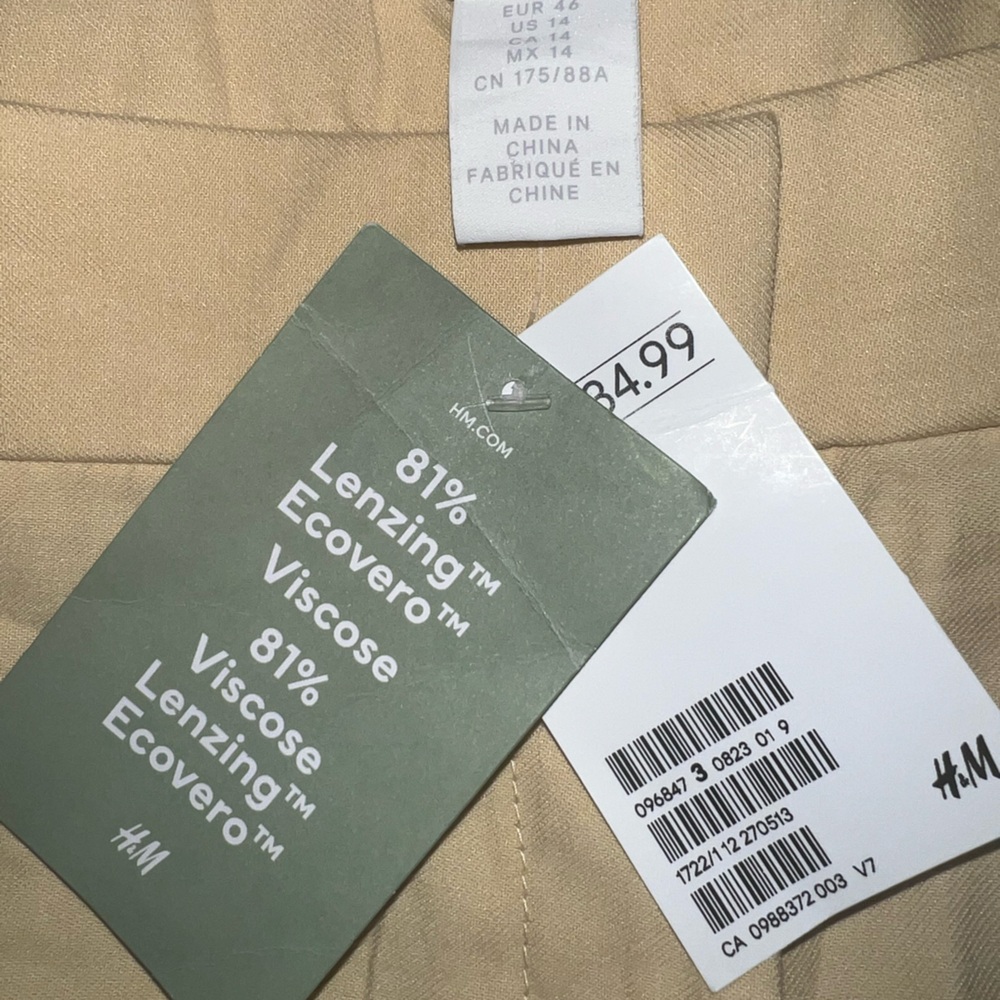 EUR 46
US 14
CA 14
MX 14
CN 175/88A
MADE IN
CHINA
FABRIQUÉ EN
CHINE
HM.COM
81%
Lenzing™
Ecovero™
Viscose
81%
Viscose
Lenzing™
Ecovero™
H&M
34.99
096847 3 0823 01 9
1722/1 12 270513
CA 0988372 003 V7
H&M